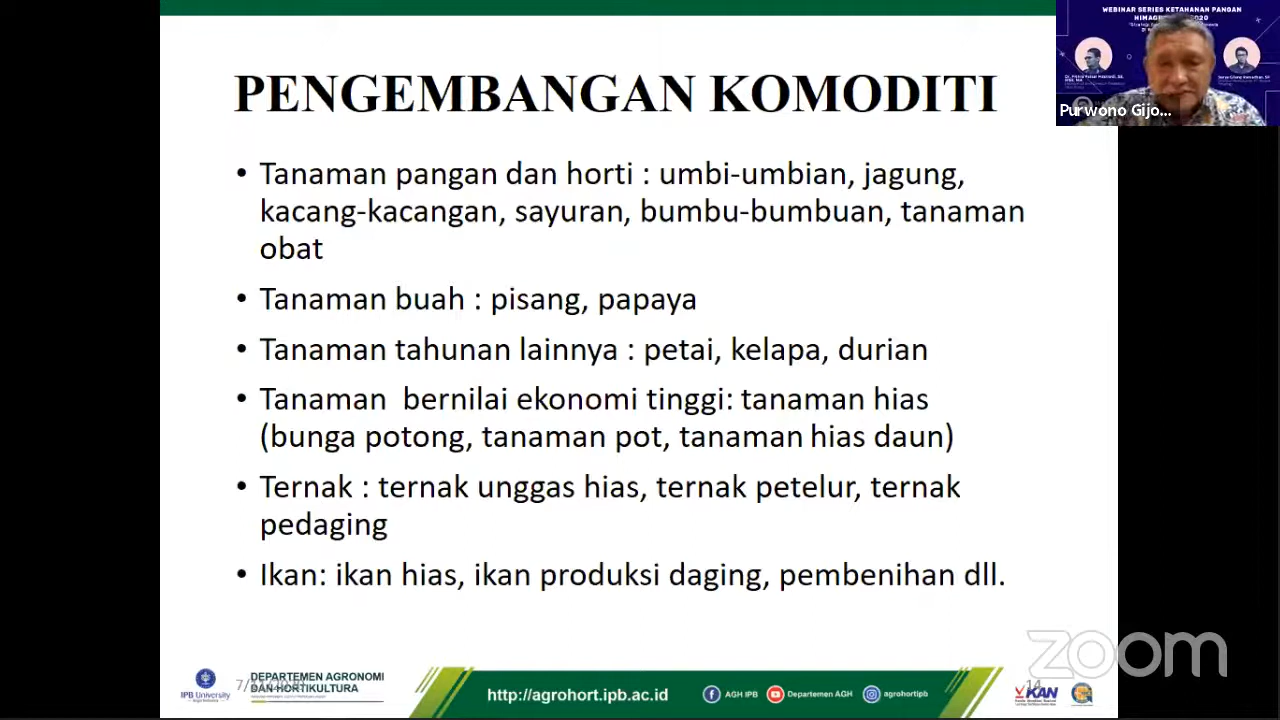 WEBINAR SERIES KETAHANAN PANGAN
Purwono Gijo...
PENGEMBANGAN KOMODITI
• Tanaman pangan dan horti : umbi-umbian, jagung,
kacang-kacangan, sayuran, bumbu-bumbuan, tanaman
obat
• Tanaman buah : pisang, papaya
• Tanaman tahunan lainnya : petai, kelapa, durian
• Tanaman bernilai ekonomi tinggi: tanaman hias
(bunga potong, tanaman pot, tanaman hias daun)
• Ternak : ternak unggas hias, ternak petelur, ternak
pedaging
• Ikan: ikan hias, ikan produksi daging, pembenihan dll.
zoom
IPB University
DEPARTEMEN AGRONOMI
DAN HORTIKULTURA
http://agrohort.ipb.ac.id
AGH IPB
Departemen AGH
agrohortipb
14
KAN